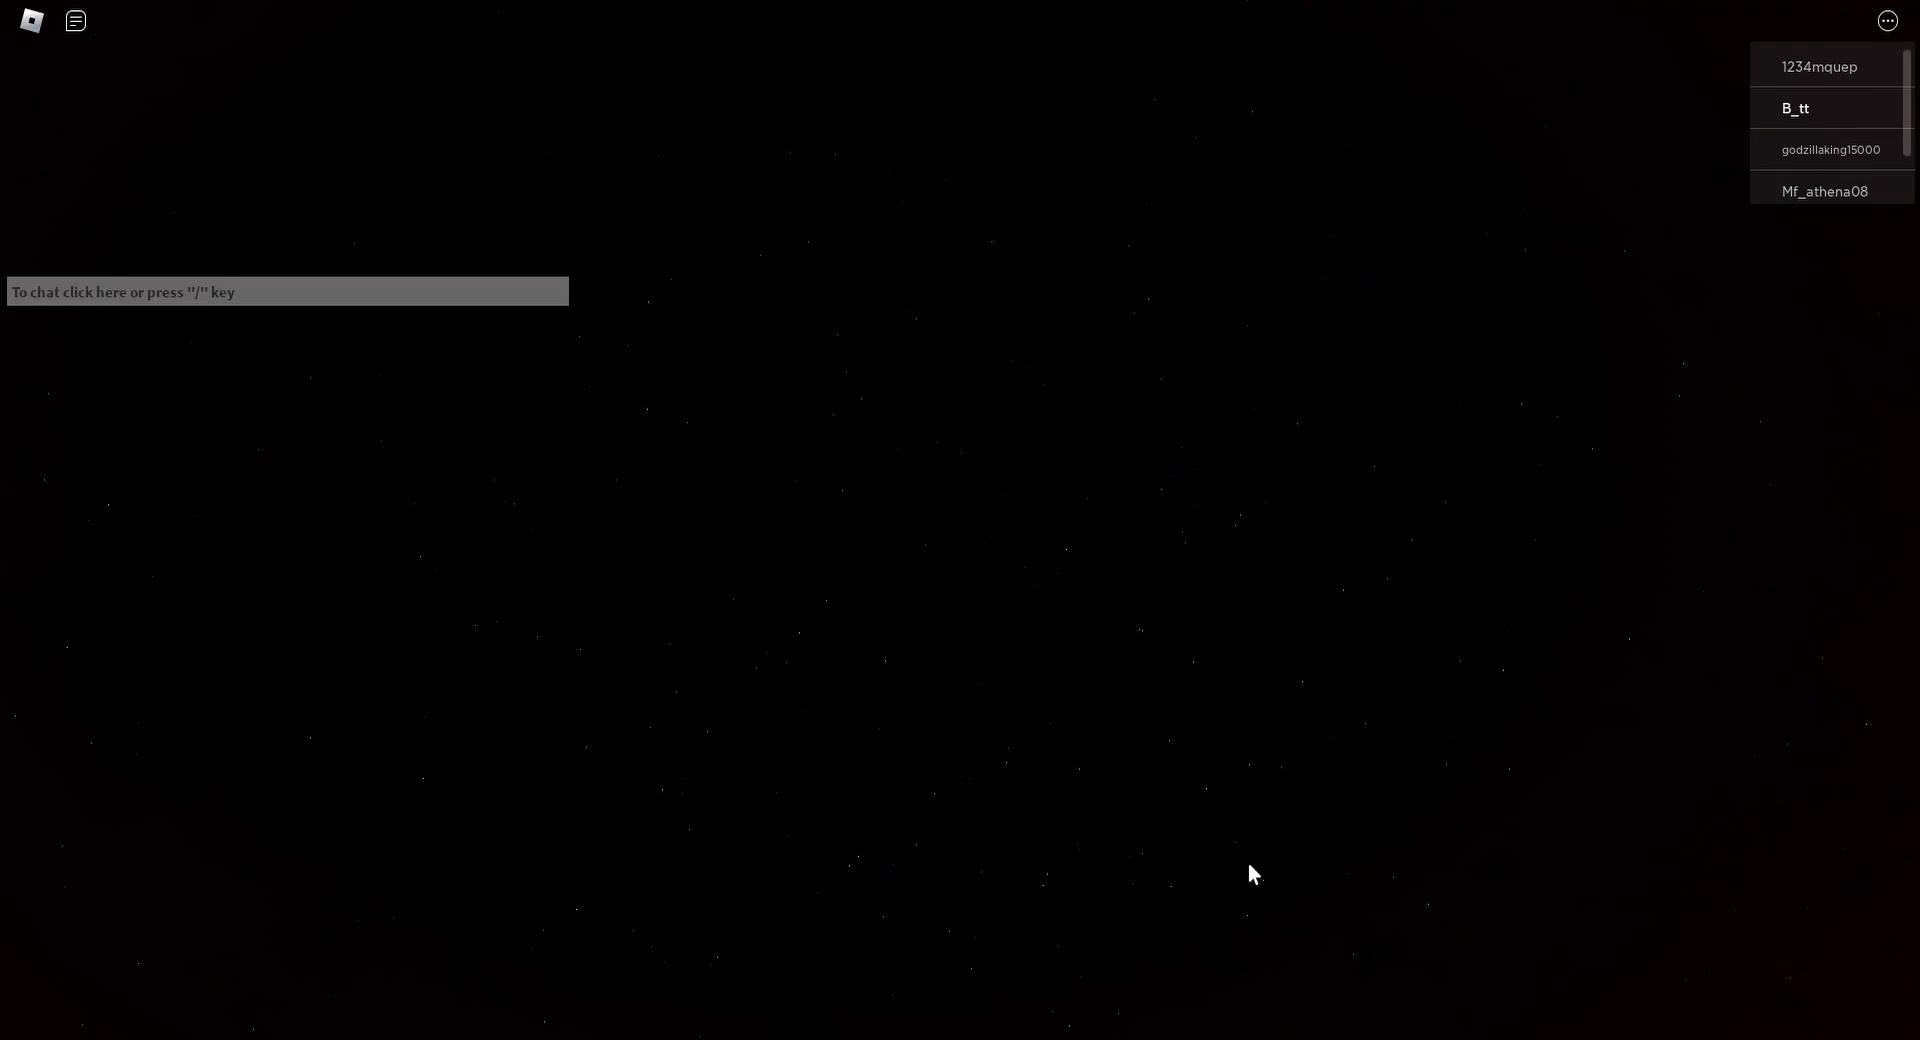 1234mquep
B_tt
godzillaking15000
Mf_athena08
To chat click here or press "/" key